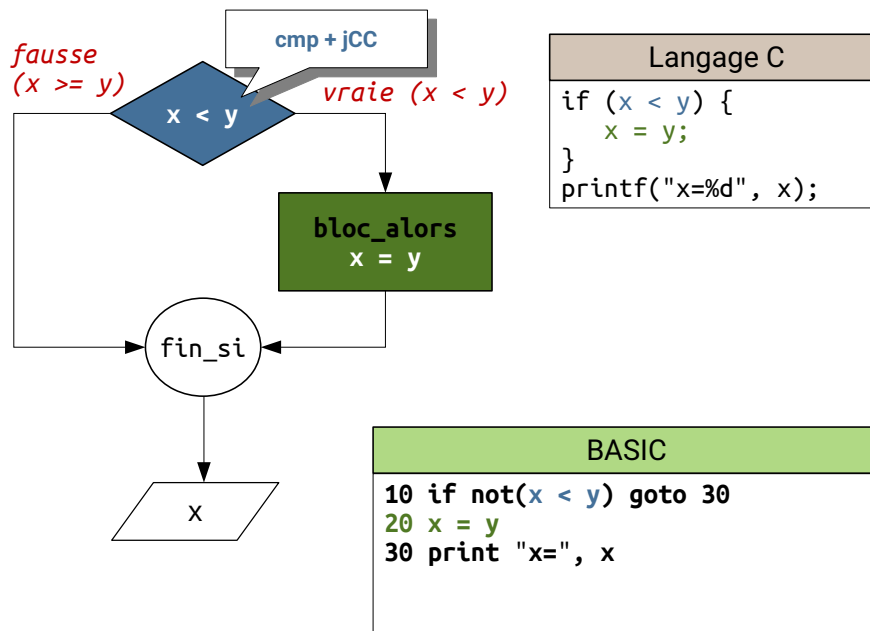 cmp + jCC
fausse
(x >= y)
vraie (x < y)
x < y
bloc_alors
x = y
fin_si
x
Langage C
if (x < y) {
   x = y;
}
printf("x=%d", x);
BASIC
10 if not(x < y) goto 30
20 x = y
30 print "x=", x